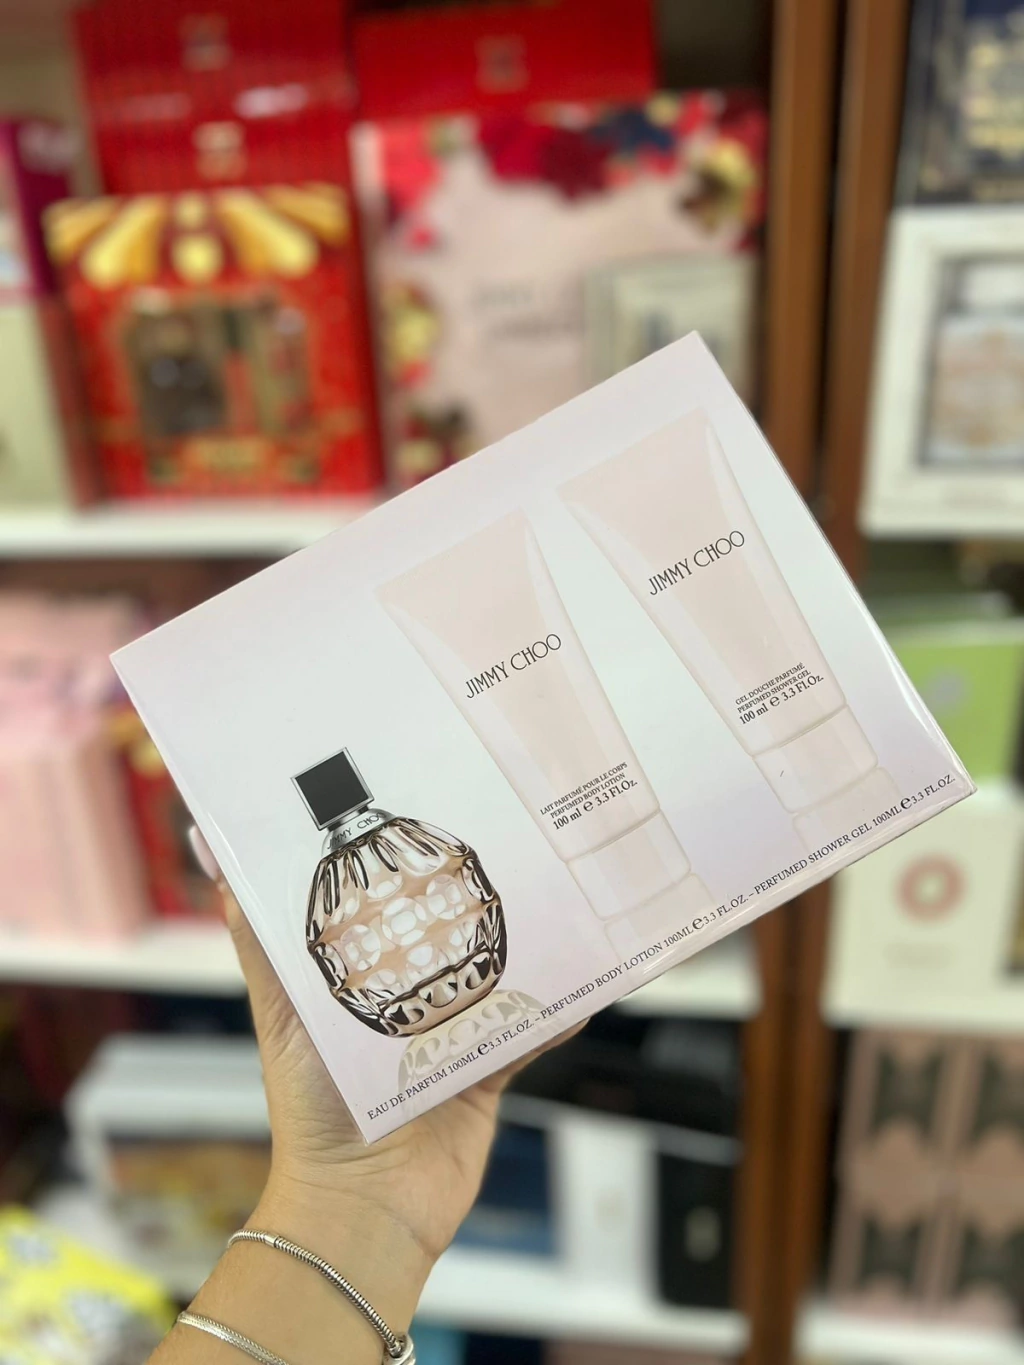 JIMMY CHOO
GEL DOUCHE PARFUMÉ
PERFUMED SHOWER GEL
100 ml ℮ 3.3 Fl.Oz.
JIMMY CHOO
LAIT PARFUMÉ POUR LE CORPS
PERFUMED BODY LOTION
100 ml ℮ 3.3 Fl.Oz.
JIMMY CHOO
EAU DE PARFUM 100ML℮3.3 FL.OZ. – PERFUMED BODY LOTION 100ML℮3.3 FL.OZ. – PERFUMED SHOWER GEL 100ML℮3.3 FL.OZ.